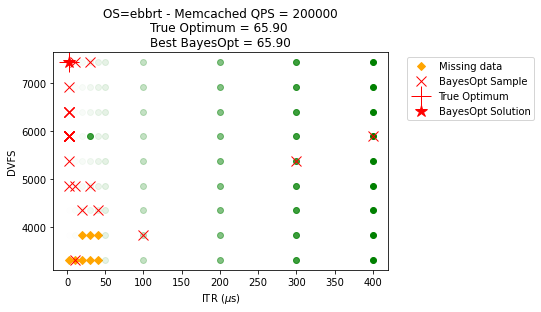 OS=ebbrt - Memcached QPS = 200000
True Optimum = 65.90
Best BayesOpt = 65.90
Missing data
BayesOpt Sample
True Optimum
BayesOpt Solution
7000
6000
5000
4000
DVFS
0 50 100 150 200 250 300 350 400
ITR (μs)